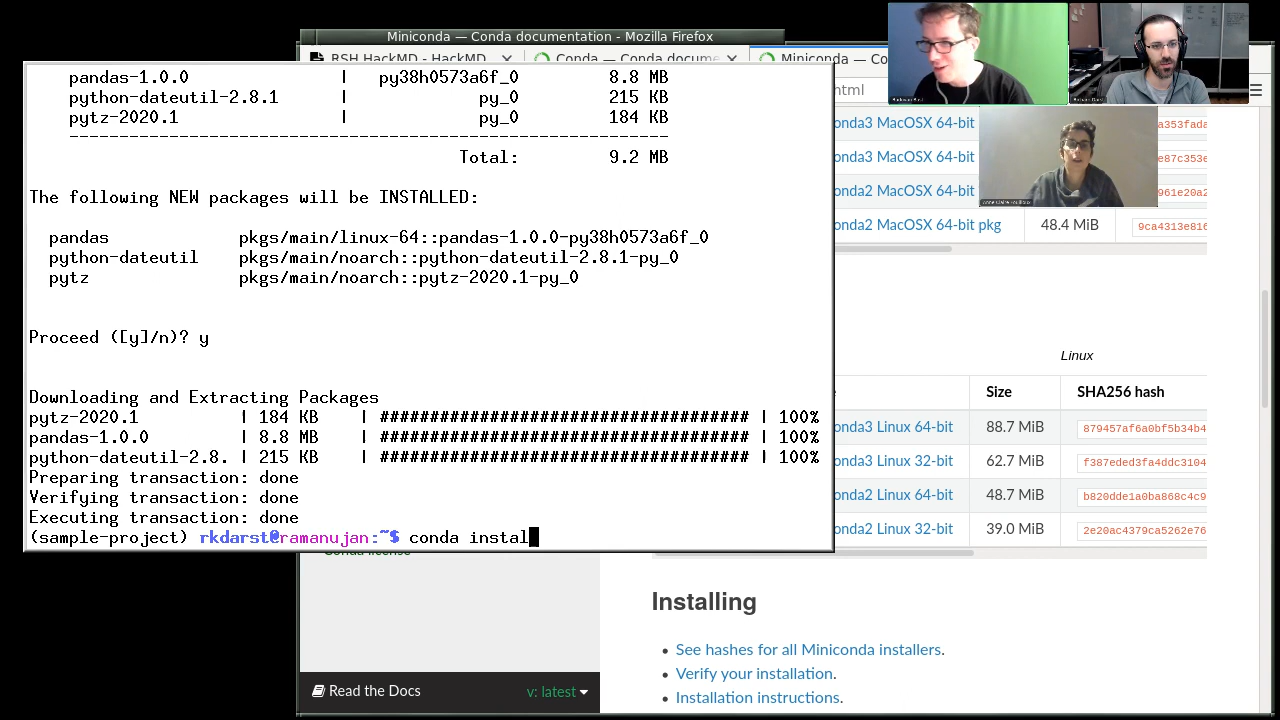 Miniconda — Conda documentation - Mozilla Firefox
RSH HackMD - HackMD
Conda — Conda docume
Miniconda — Co
html
pandas-1.0.0 | py38h0573a6f_0 8.8 MB
python-dateutil-2.8.1 | py_0 215 KB
pytz-2020.1 | py_0 184 KB
------------------------------------------------------------
Total: 9.2 MB
The following NEW packages will be INSTALLED:
pandas pkgs/main/linux-64::pandas-1.0.0-py38h0573a6f_0
python-dateutil pkgs/main/noarch::python-dateutil-2.8.1-py_0
pytz pkgs/main/noarch::pytz-2020.1-py_0
Proceed ([y]/n)? y
Downloading and Extracting Packages
pytz-2020.1 | 184 KB | ##################################### | 100%
pandas-1.0.0 | 8.8 MB | ##################################### | 100%
python-dateutil-2.8. | 215 KB | ##################################### | 100%
Preparing transaction: done
Verifying transaction: done
Executing transaction: done
(sample-project) rkdarst@ramanujan:~$ conda instal
onda3 MacOSX 64-bit a353fada
onda3 MacOSX 64-bit e87c353e
onda2 MacOSX 64-bit 961e20a2
onda2 MacOSX 64-bit pkg 48.4 MiB 9ca4313e816
Linux
Size SHA256 hash
onda3 Linux 64-bit 88.7 MiB 879457af6a0bf5b34b4
onda3 Linux 32-bit 62.7 MiB f387eded3fa4ddc3104
onda2 Linux 64-bit 48.7 MiB b820dde1a0ba868c4c9
onda2 Linux 32-bit 39.0 MiB 2e20ac4379ca5262e76
Conda license
Installing
See hashes for all Miniconda installers.
Verify your installation.
Installation instructions.
Read the Docs v: latest